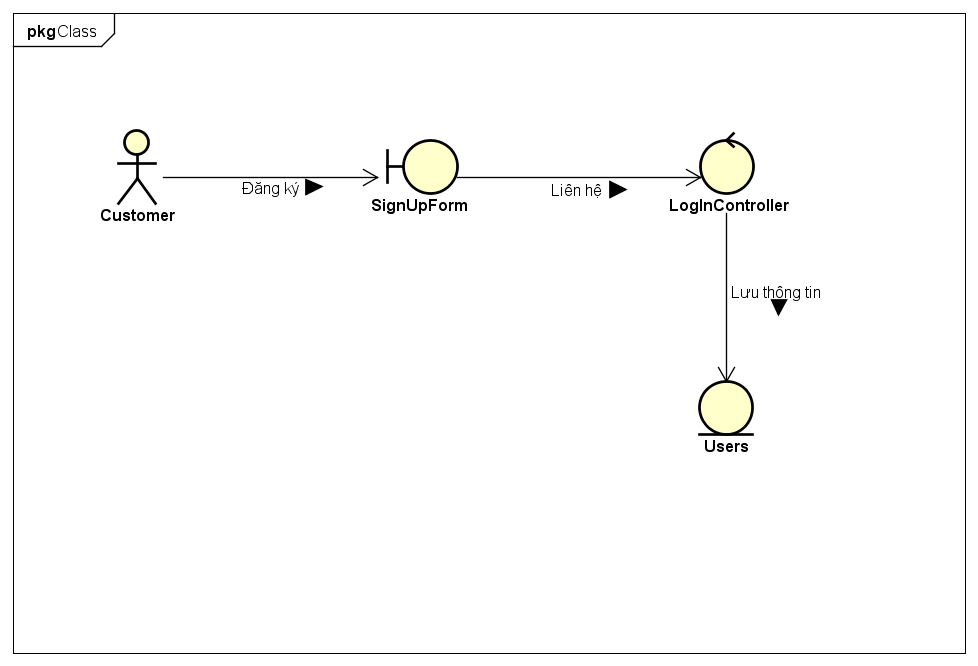 pkgClass
Đăng ký
Liên hệ
Customer
SignUpForm
LogInController
Lưu thông tin
Users